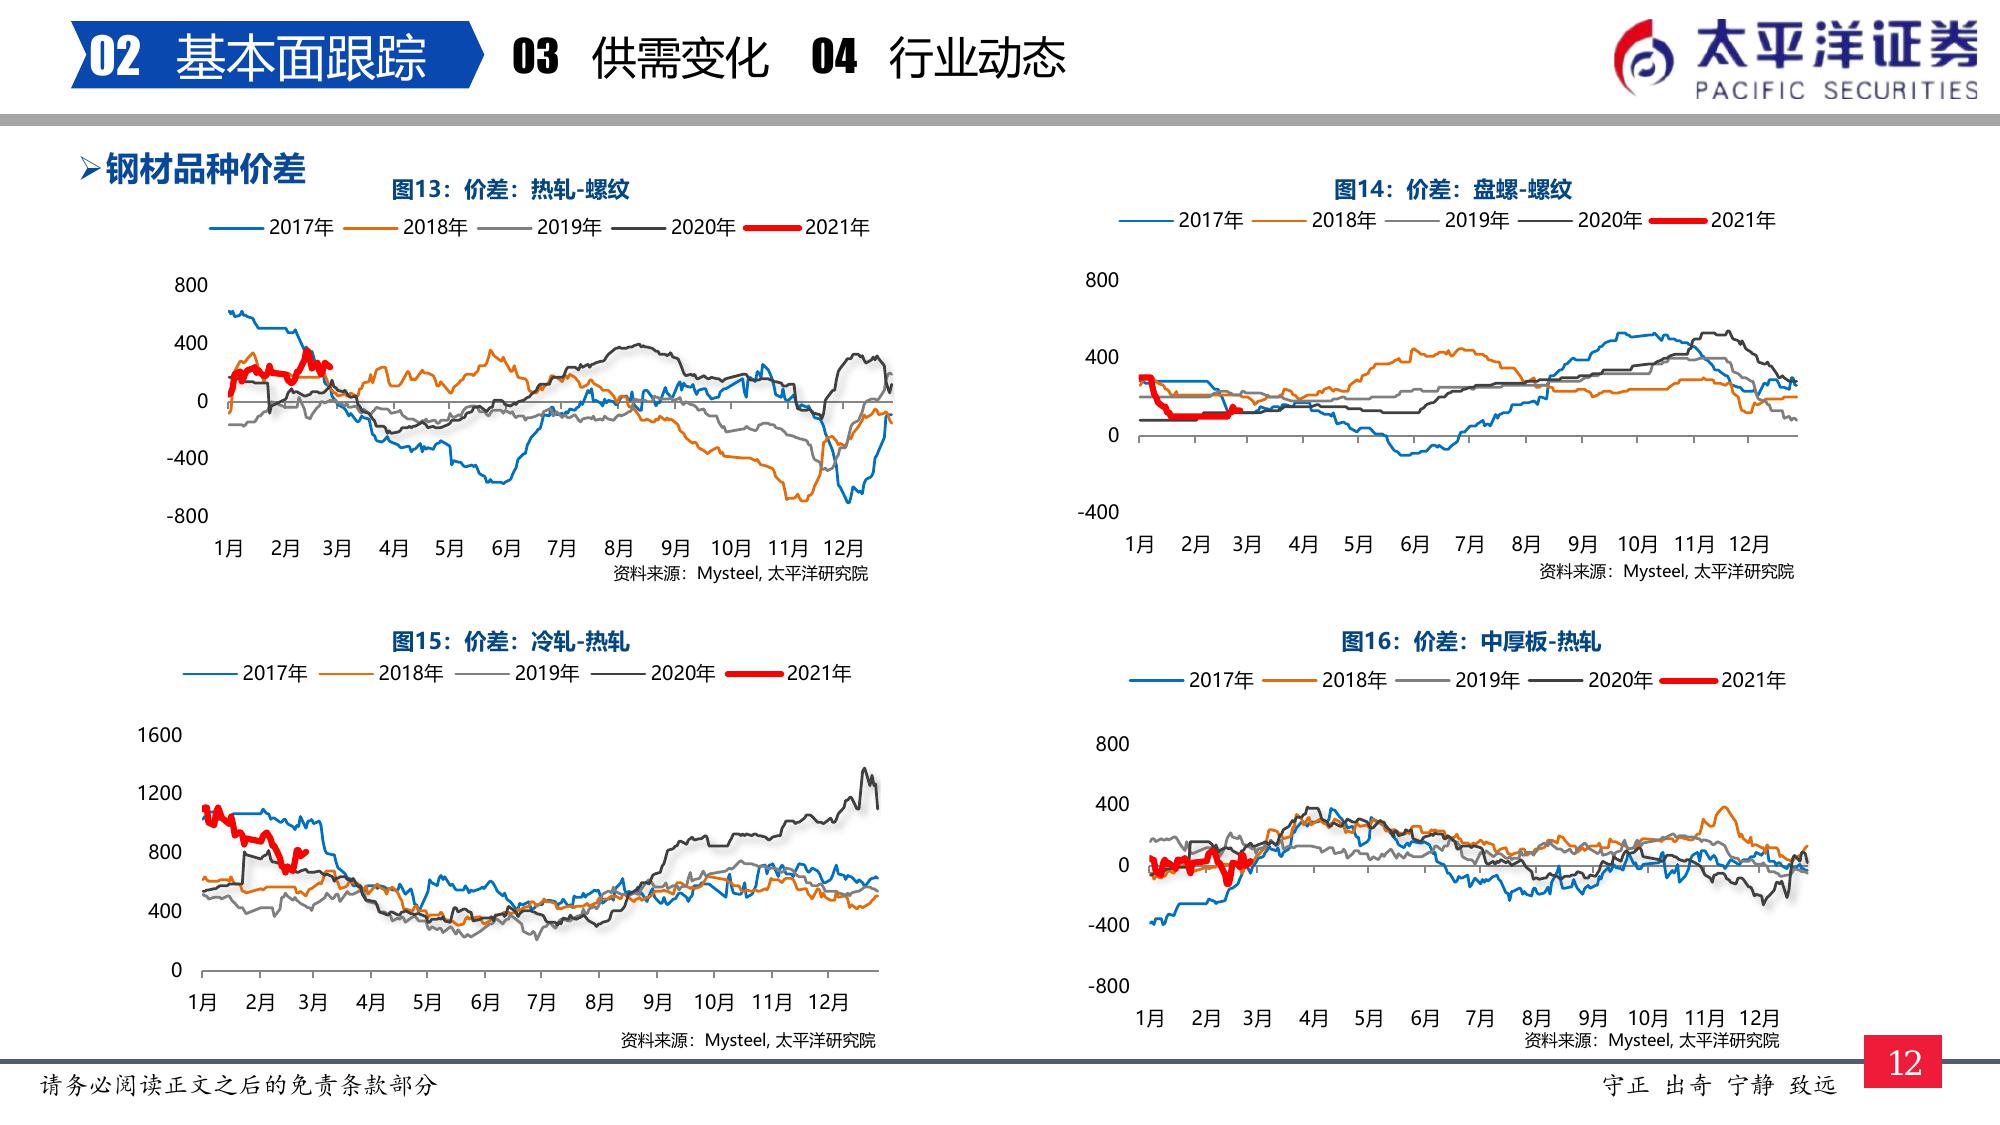 02 基本面跟踪 03 供需变化 04 行业动态
太平洋证券
PACIFIC SECURITIES
➢钢材品种价差
图13：价差：热轧-螺纹
2017年 2018年 2019年 2020年 2021年
800
400
0
-400
-800
1月 2月 3月 4月 5月 6月 7月 8月 9月 10月 11月 12月
资料来源：Mysteel, 太平洋研究院
图14：价差：盘螺-螺纹
2017年 2018年 2019年 2020年 2021年
800
400
0
-400
1月 2月 3月 4月 5月 6月 7月 8月 9月 10月 11月 12月
资料来源：Mysteel, 太平洋研究院
图15：价差：冷轧-热轧
2017年 2018年 2019年 2020年 2021年
1600
1200
800
400
0
1月 2月 3月 4月 5月 6月 7月 8月 9月 10月 11月 12月
资料来源：Mysteel, 太平洋研究院
图16：价差：中厚板-热轧
2017年 2018年 2019年 2020年 2021年
800
400
0
-400
-800
1月 2月 3月 4月 5月 6月 7月 8月 9月 10月 11月 12月
资料来源：Mysteel, 太平洋研究院
请务必阅读正文之后的免责条款部分
守正 出奇 宁静 致远
12